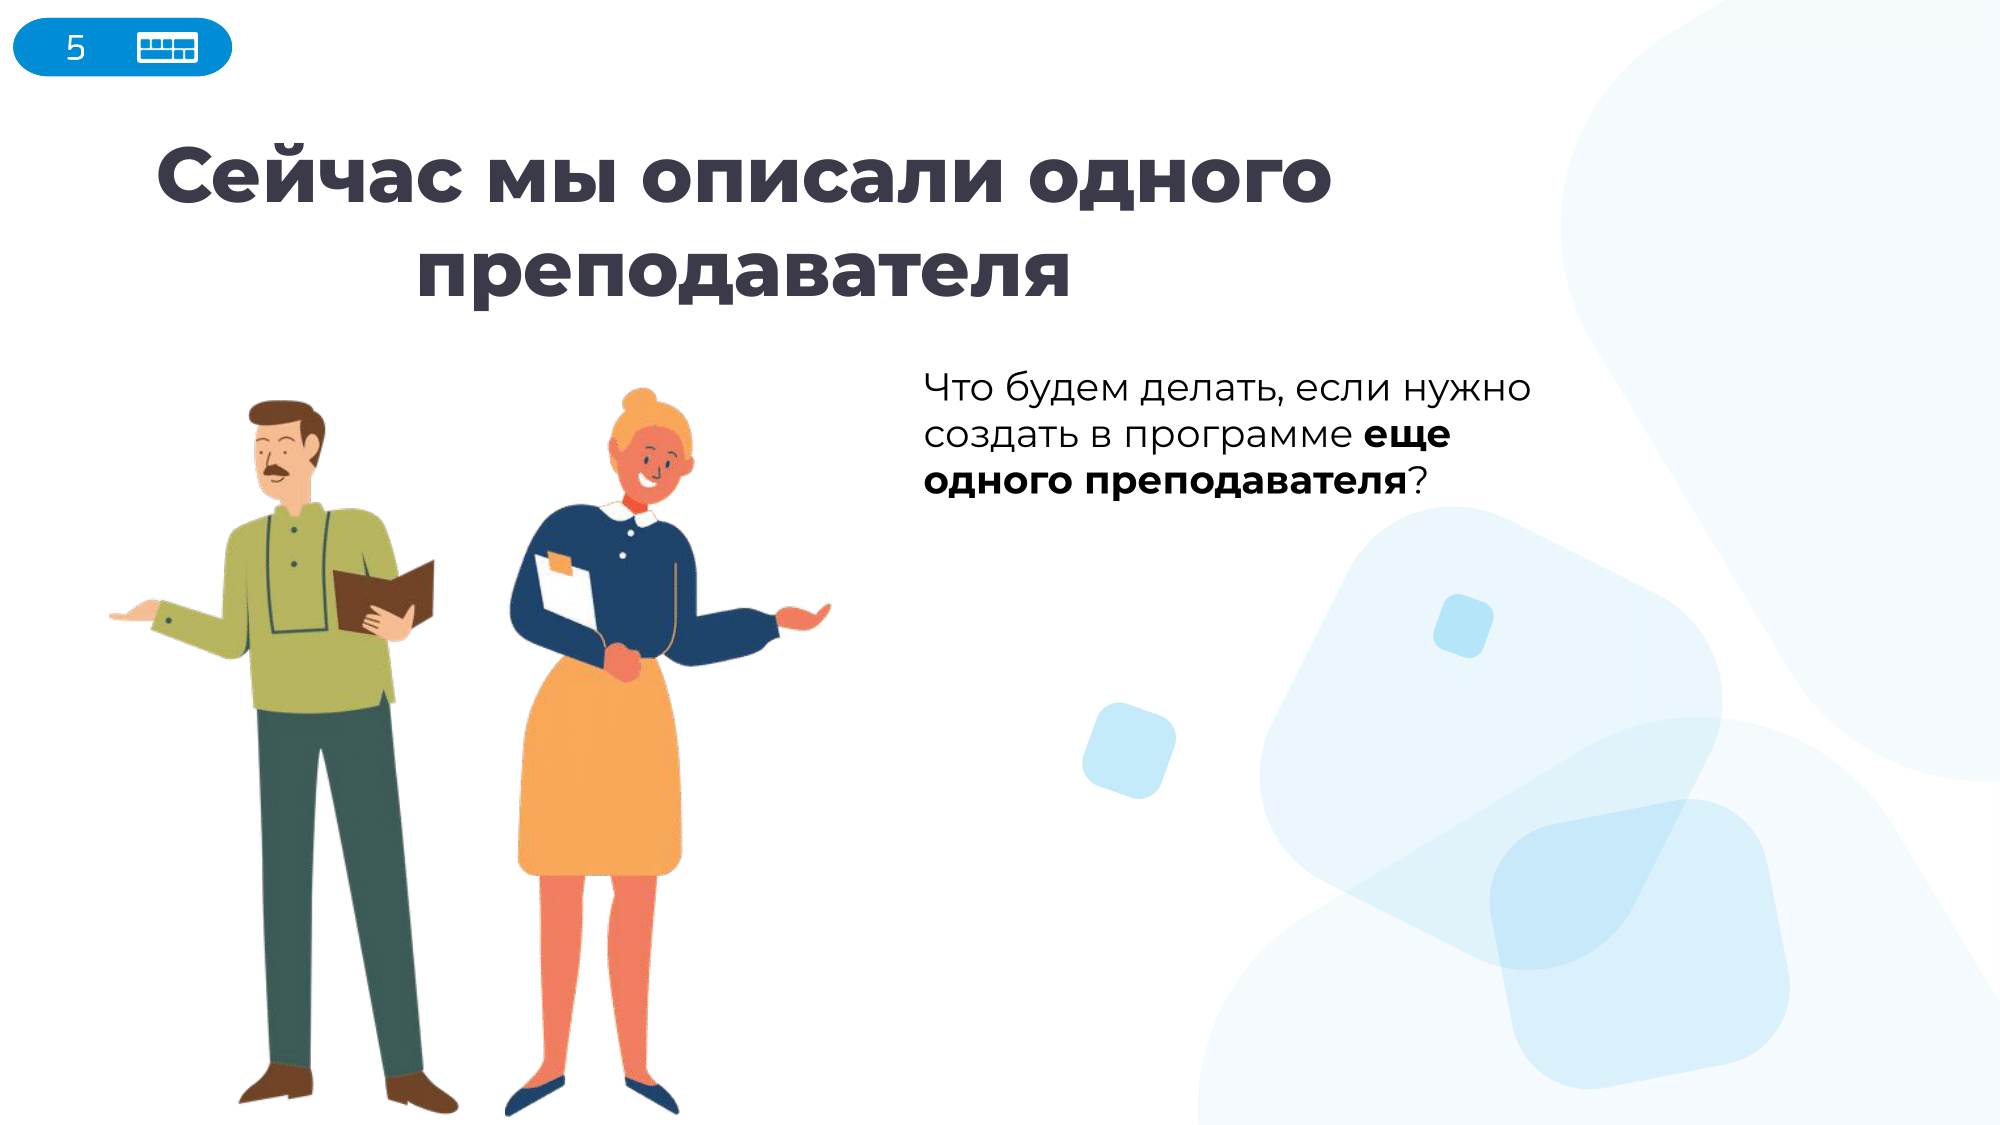 5
Сейчас мы описали одного
преподавателя
Что будем делать, если нужно
создать в программе еще
одного преподавателя?